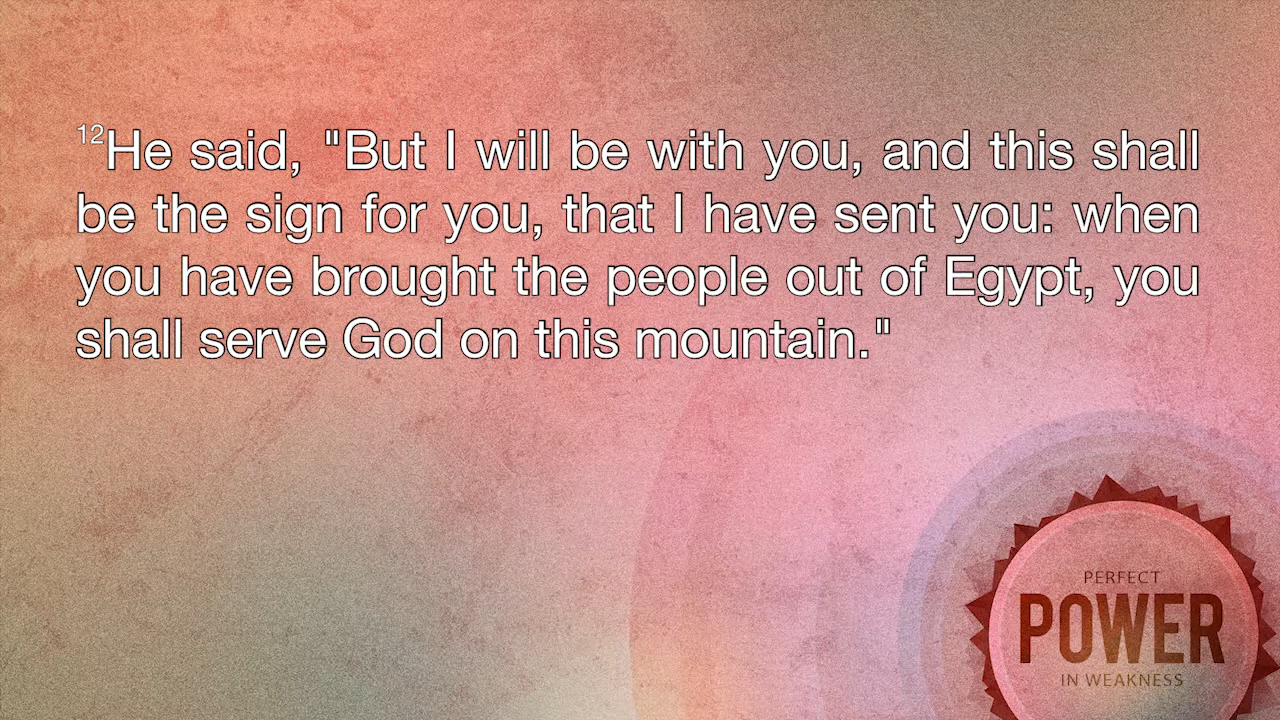 12He said, "But I will be with you, and this shall
be the sign for you, that I have sent you: when
you have brought the people out of Egypt, you
shall serve God on this mountain."
PERFECT
POWER
IN WEAKNESS